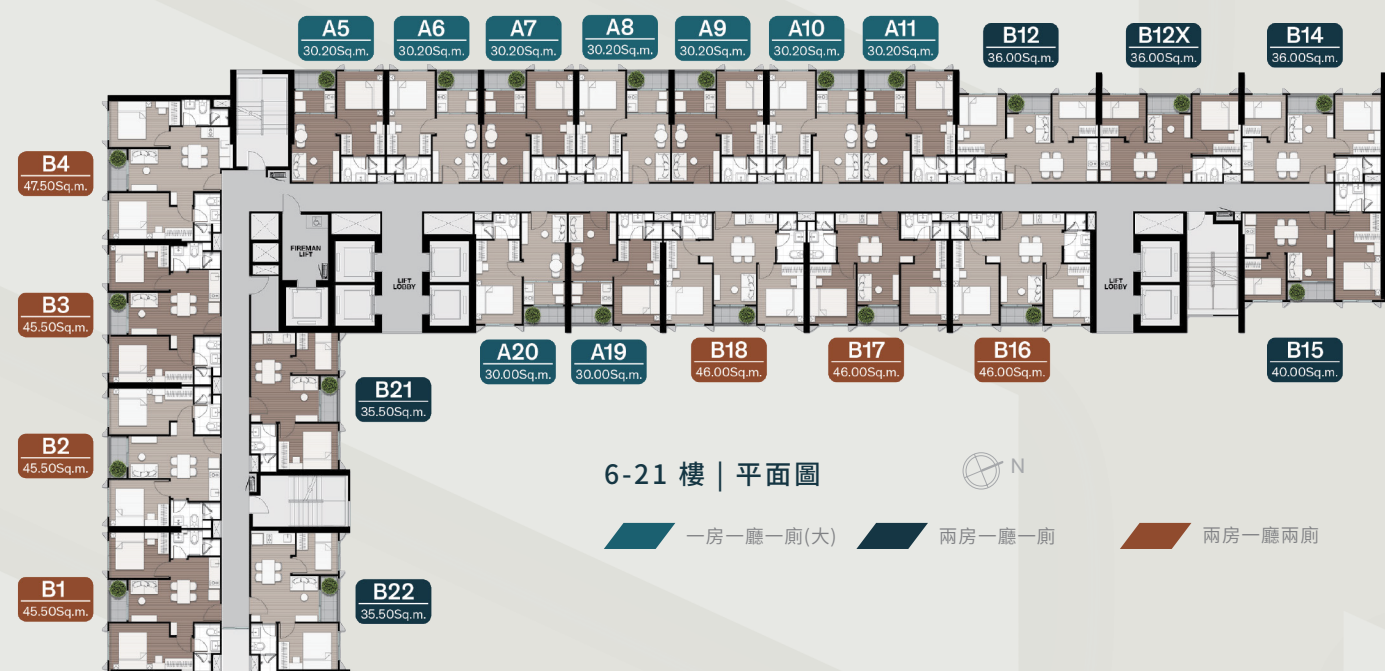 A5
30.20Sq.m.
A6
30.20Sq.m.
A7
30.20Sq.m.
A8
30.20Sq.m.
A9
30.20Sq.m.
A10
30.20Sq.m.
A11
30.20Sq.m.
B12
36.00Sq.m.
B12X
36.00Sq.m.
B14
36.00Sq.m.
B4
47.50Sq.m.
FIREMAN
LIFT
LIFT
LOBBY
LIFT
LOBBY
B3
45.50Sq.m.
A20
30.00Sq.m.
A19
30.00Sq.m.
B18
46.00Sq.m.
B17
46.00Sq.m.
B16
46.00Sq.m.
B15
40.00Sq.m.
B21
35.50Sq.m.
B2
45.50Sq.m.
6-21 樓 | 平面圖
N
一房一廳一廁(大)
兩房一廳一廁
兩房一廳兩廁
B1
45.50Sq.m.
B22
35.50Sq.m.